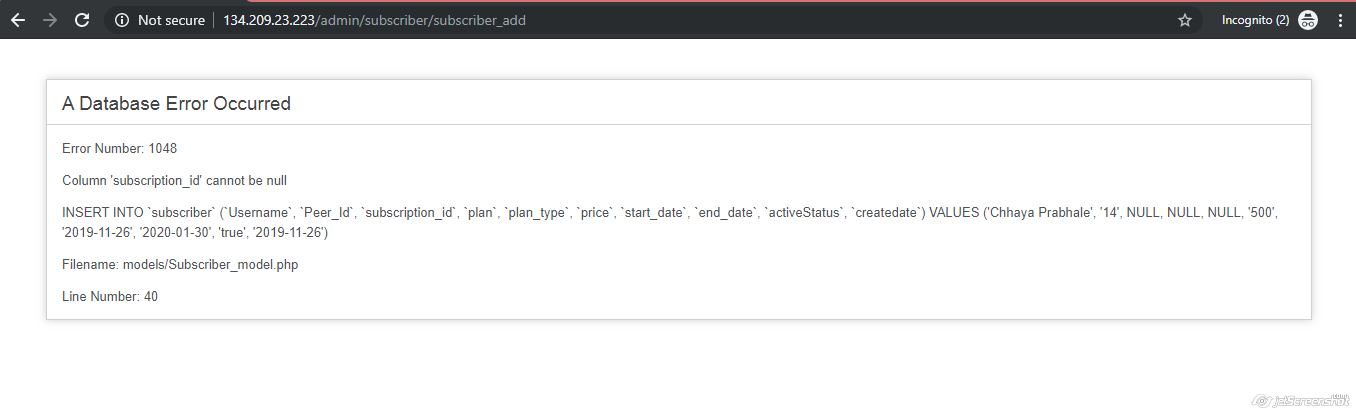 Not secure | 134.209.23.223/admin/subscriber/subscriber_add Incognito (2)
A Database Error Occurred
Error Number: 1048
Column 'subscription_id' cannot be null
INSERT INTO `subscriber` (`Username`, `Peer_Id`, `subscription_id`, `plan`, `plan_type`, `price`, `start_date`, `end_date`, `activeStatus`, `createdate`) VALUES ('Chhaya Prabhale', '14', NULL, NULL, NULL, '500',
'2019-11-26', '2020-01-30', 'true', '2019-11-26')
Filename: models/Subscriber_model.php
Line Number: 40
jetScreenshot